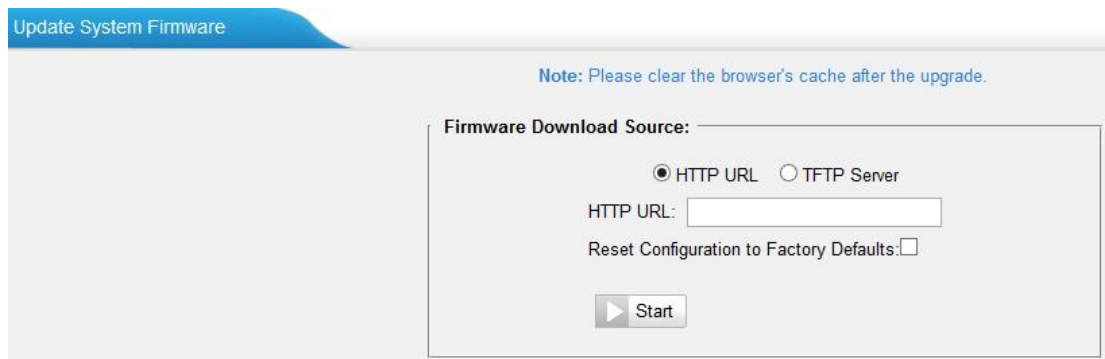 Update System Firmware
Note: Please clear the browser's cache after the upgrade.
Firmware Download Source:
HTTP URL TFTP Server
HTTP URL:
Reset Configuration to Factory Defaults:
Start